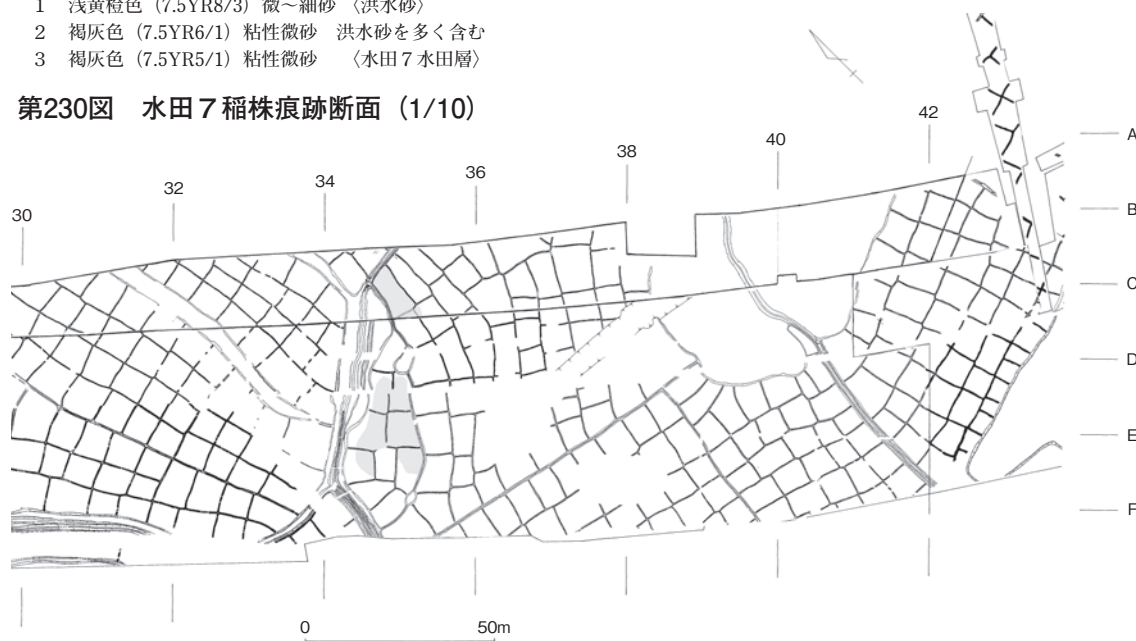 1　浅黄橙色（7.5YR8/3）微～細砂　〈洪水砂〉
2　褐灰色（7.5YR6/1）粘性微砂　洪水砂を多く含む
3　褐灰色（7.5YR5/1）粘性微砂　〈水田７水田層〉
第230図　水田７稲株痕跡断面（1/10）
42
A
40
38
36
34
32
30
B
C
D
E
F
0　50m